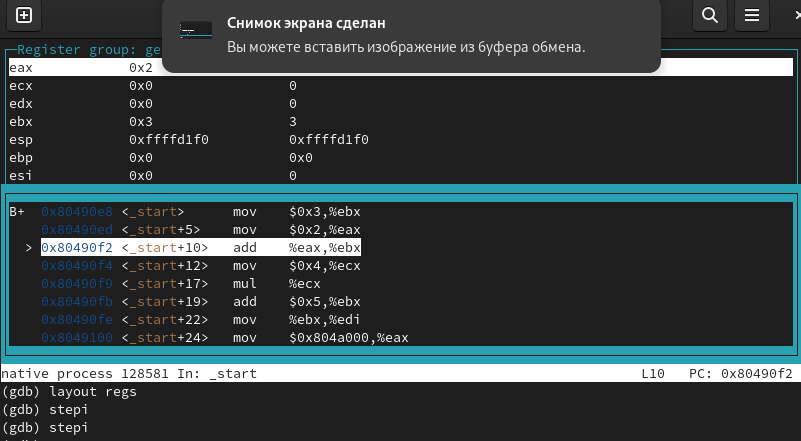 Снимок экрана сделан
Вы можете вставить изображение из буфера обмена.
Register group: ge
eax 0x2
ecx 0x0 0
edx 0x0 0
ebx 0x3 3
esp 0xffffd1f0 0xffffd1f0
ebp 0x0 0x0
esi 0x0 0
B+ 0x80490e8 <_start> mov $0x3,%ebx
0x80490ed <_start+5> mov $0x2,%eax
> 0x80490f2 <_start+10> add %eax,%ebx
0x80490f4 <_start+12> mov $0x4,%ecx
0x80490f9 <_start+17> mul %ecx
0x80490fb <_start+19> add $0x5,%ebx
0x80490fe <_start+22> mov %ebx,%edi
0x8049100 <_start+24> mov $0x804a000,%eax
native process 128581 In: _start L10 PC: 0x80490f2
(gdb) layout regs
(gdb) stepi
(gdb) stepi